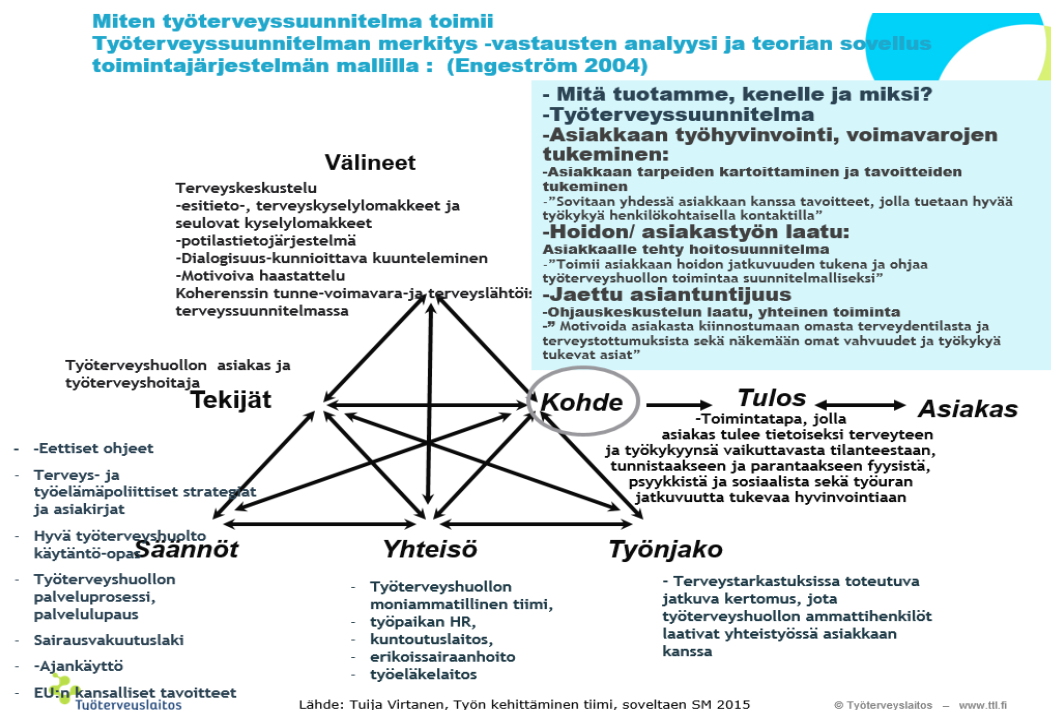 Miten työterveyssuunnitelma toimii
Työterveyssuunnitelman merkitys -vastausten analyysi ja teorian sovellus
toimintajärjestelmän mallilla : (Engeström 2004)
- Mitä tuotamme, kenelle ja miksi?
-Työterveyssuunnitelma
-Asiakkaan työhyvinvointi, voimavarojen
tukeminen:
-Asiakkaan tarpeiden kartoittaminen ja tavoitteiden
tukeminen
-"Sovitaan yhdessä asiakkaan kanssa tavoitteet, jolla tuetaan hyvää
työkykyä henkilökohtaisella kontaktilla"
-Hoidon/ asiakastyön laatu:
Asiakkaalle tehty hoitosuunnitelma
-"Toimii asiakkaan hoidon jatkuvuuden tukena ja ohjaa
työterveyshuollon toimintaa suunnitelmalliseksi"
-Jaettu asiantuntijuus
-Ohjauskeskustelun laatu, yhteinen toiminta
-" Motivoida asiakasta kiinnostumaan omasta terveydentilasta ja
terveystottumuksista sekä näkemään omat vahvuudet ja työkykyä
tukevat asiat"
Välineet
Terveyskeskustelu
-esitieto-, terveyskyselylomakkeet ja
seulovat kyselylomakkeet
-potilastietojärjestelmä
-Dialogisuus-kunnioittava kuunteleminen
-Motivoiva haastattelu
Koherenssin tunne-voimavara-ja terveyslähtöis
terveyssuunnitelmassa
Työterveyshuollon asiakas ja
työterveyshoitaja
Tekijät
Kohde
Tulos
Asiakas
-Toimintatapa, jolla
asiakas tulee tietoiseksi terveyteen
ja työkykyynsä vaikuttavasta tilanteestaan,
tunnistaakseen ja parantaakseen fyysistä,
psyykkistä ja sosiaalista sekä työuran
jatkuvuutta tukevaa hyvinvointiaan
- -Eettiset ohjeet
- Terveys- ja
työelämäpoliittiset strategiat
ja asiakirjat
- Hyvä työterveyshuolto
käytäntö-opas
- Työterveyshuollon
palveluprosessi,
palvelulupaus
- Sairausvakuutuslaki
- -Ajankäyttö
- EU:n kansalliset tavoitteet
Säännöt
Yhteisö
Työnjako
- Työterveyshuollon
moniammatillinen tiimi,
- työpaikan HR,
- kuntoutuslaitos,
- erikoissairaanhoito
- työeläkelaitos
- Terveystarkastuksissa toteutuva
jatkuva kertomus, jota
työterveyshuollon ammattihenkilöt
laativat yhteistyössä asiakkaan
kanssa
Työterveyslaitos
Lähde: Tuija Virtanen, Työn kehittäminen tiimi, soveltaen SM 2015
© Työterveyslaitos – www.ttl.fi